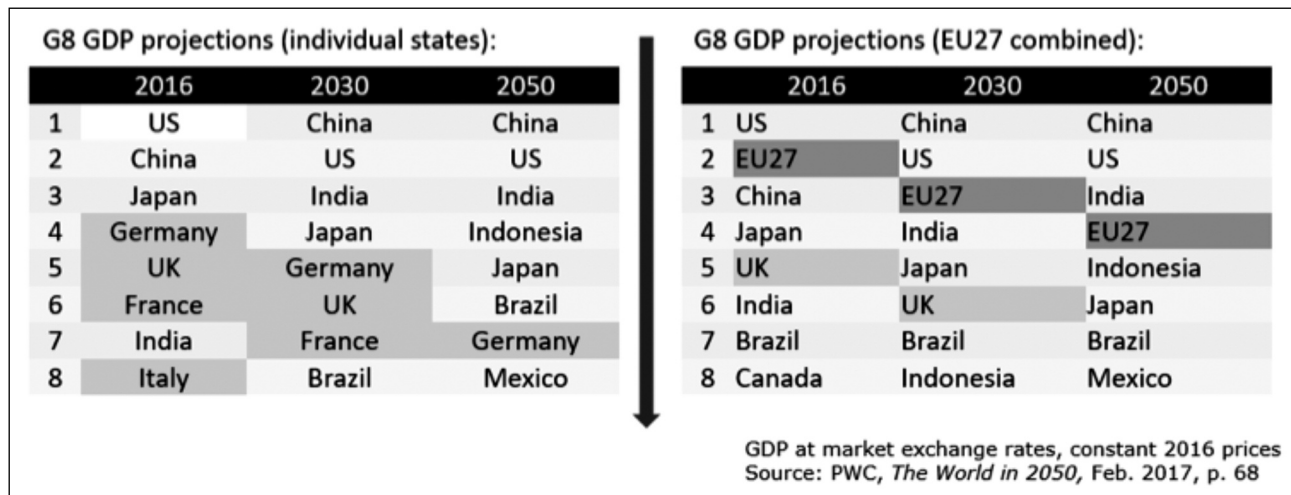 G8 GDP projections (individual states):
2016 2030 2050
1 US China China
2 China US US
3 Japan India India
4 Germany Japan Indonesia
5 UK Germany Japan
6 France UK Brazil
7 India France Germany
8 Italy Brazil Mexico
G8 GDP projections (EU27 combined):
2016 2030 2050
1 US China China
2 EU27 US US
3 China EU27 India
4 Japan India EU27
5 UK Japan Indonesia
6 India UK Japan
7 Brazil Brazil Brazil
8 Canada Indonesia Mexico
GDP at market exchange rates, constant 2016 prices
Source: PWC, The World in 2050, Feb. 2017, p. 68